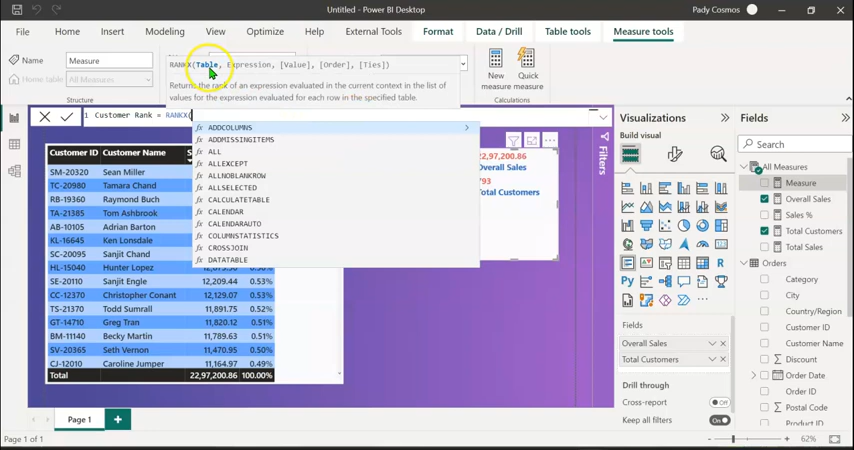 Untitled - Power BI Desktop
Pady Cosmos
File Home Insert Modeling View Optimize Help External Tools Format Data / Drill Table tools Measure tools
Name Measure
Home table All Measures
Structure
RANKX(Table, Expression, [Value], [Order], [Ties])
Returns the rank of an expression evaluated in the current context in the list of
values for the expression evaluated for each row in the specified table.
New measure
Quick measure
Calculations
1 Customer Rank = RANKX(
ADDCOLUMNS
ADDMISSINGITEMS
ALL
ALLEXCEPT
ALLNOBLANKROW
ALLSELECTED
CALCULATETABLE
CALENDAR
CALENDARAUTO
COLUMNSTATISTICS
CROSSJOIN
DATATABLE
Customer ID Customer Name S
SM-20320 Sean Miller
TC-20980 Tamara Chand
RB-19360 Raymond Buch
TA-21385 Tom Ashbrook
AB-10105 Adrian Barton
KL-16645 Ken Lonsdale
SC-20095 Sanjit Chand
HL-15040 Hunter Lopez
SE-20110 Sanjit Engle 12,209.44 0.53%
CC-12370 Christopher Conant 12,129.07 0.53%
TS-21370 Todd Sumrall 11,891.75 0.52%
GT-14710 Greg Tran 11,820.12 0.51%
BM-11140 Becky Martin 11,789.63 0.51%
SV-20365 Seth Vernon 11,470.95 0.50%
CJ-12010 Caroline Jumper 11,164.97 0.49%
Total 22,97,200.86 100.00%
22,97,200.86
Overall Sales
793
Total Customers
Filters
Visualizations
Build visual
Fields
Overall Sales
Total Customers
Drill through
Cross-report Off
Keep all filters On
Fields
Search
All Measures
Measure
Overall Sales
Sales %
Total Customers
Total Sales
Orders
Category
City
Country/Region
Customer ID
Customer Name
Discount
Order Date
Order ID
Postal Code
Page 1
Page 1 of 1
62%